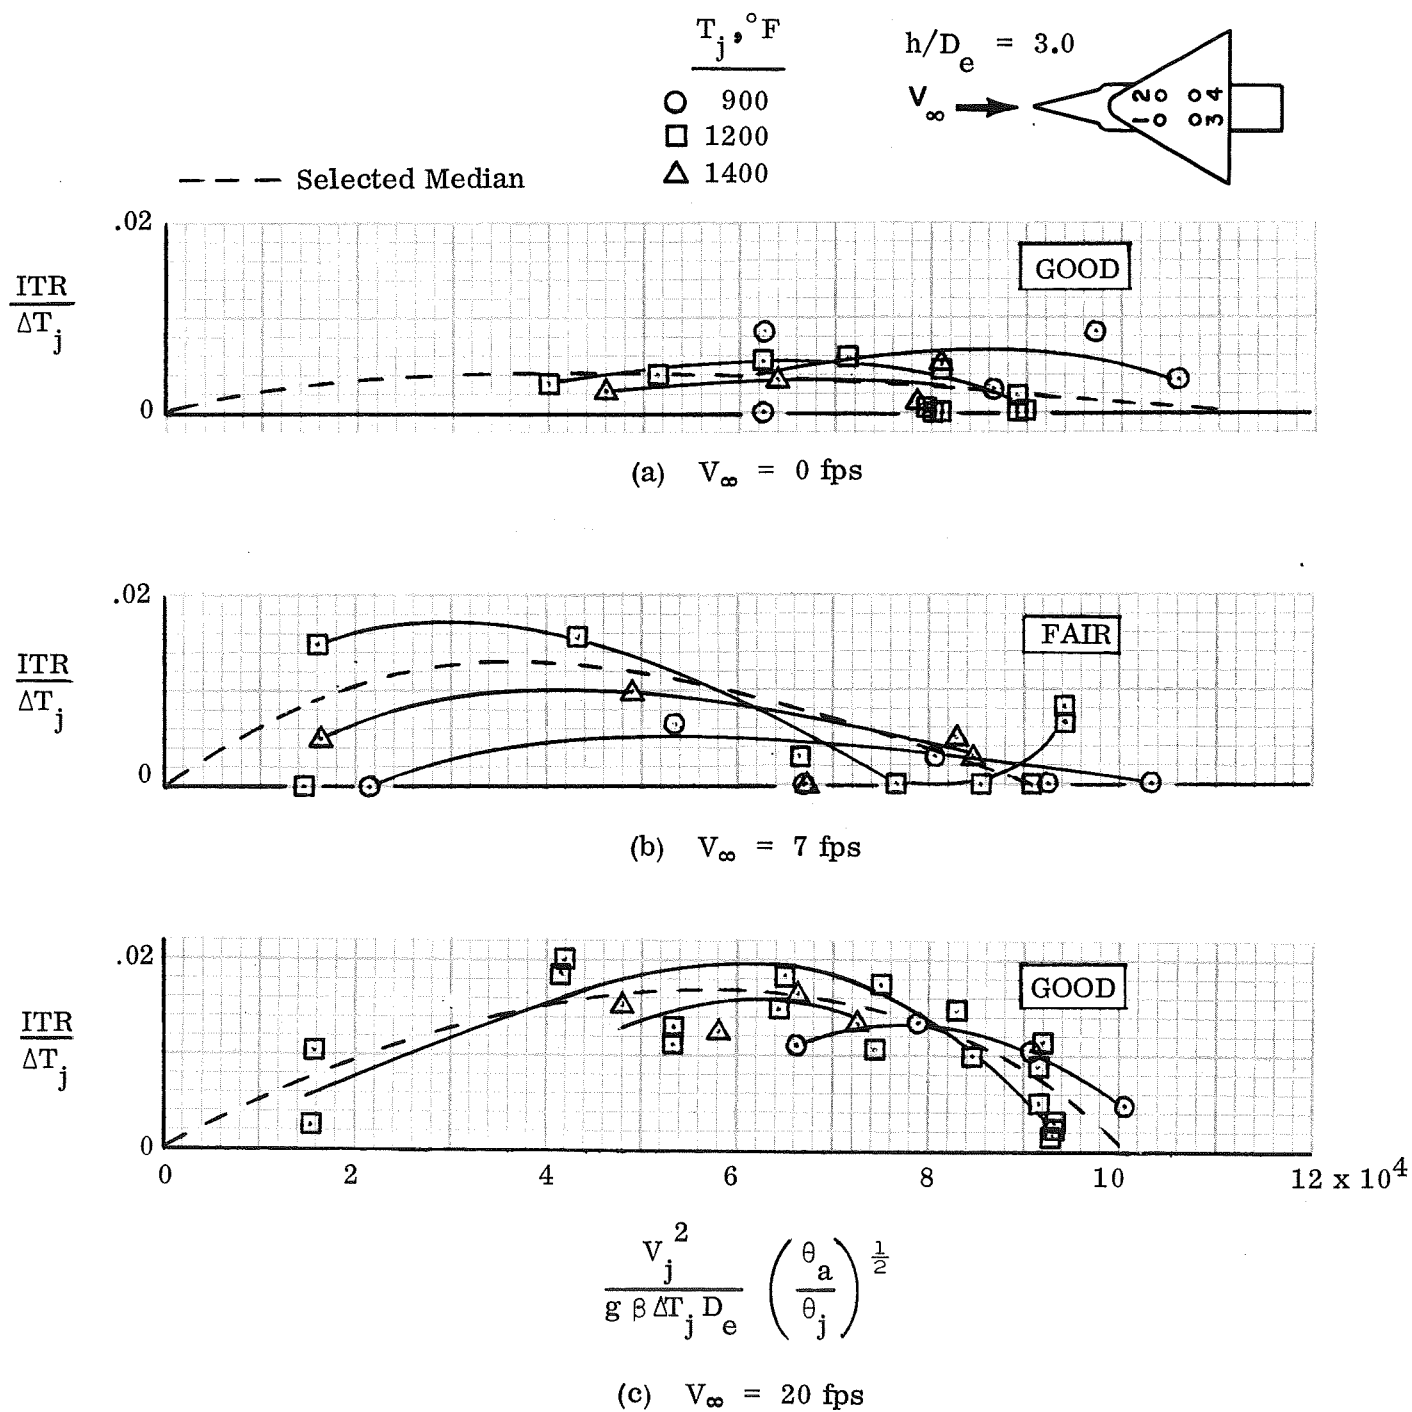 T_j, °F
○ 900
□ 1200
△ 1400
h/D_e = 3.0
V_∞
2 4
1 3
Selected Median
.02
ITR
ΔT_j
0
GOOD
(a) V_∞ = 0 fps
.02
ITR
ΔT_j
0
FAIR
(b) V_∞ = 7 fps
.02
ITR
ΔT_j
0
GOOD
0 2 4 6 8 10 12 x 10^4
V_j^2
g β ΔT_j D_e
(θ_a / θ_j)^1/2
(c) V_∞ = 20 fps